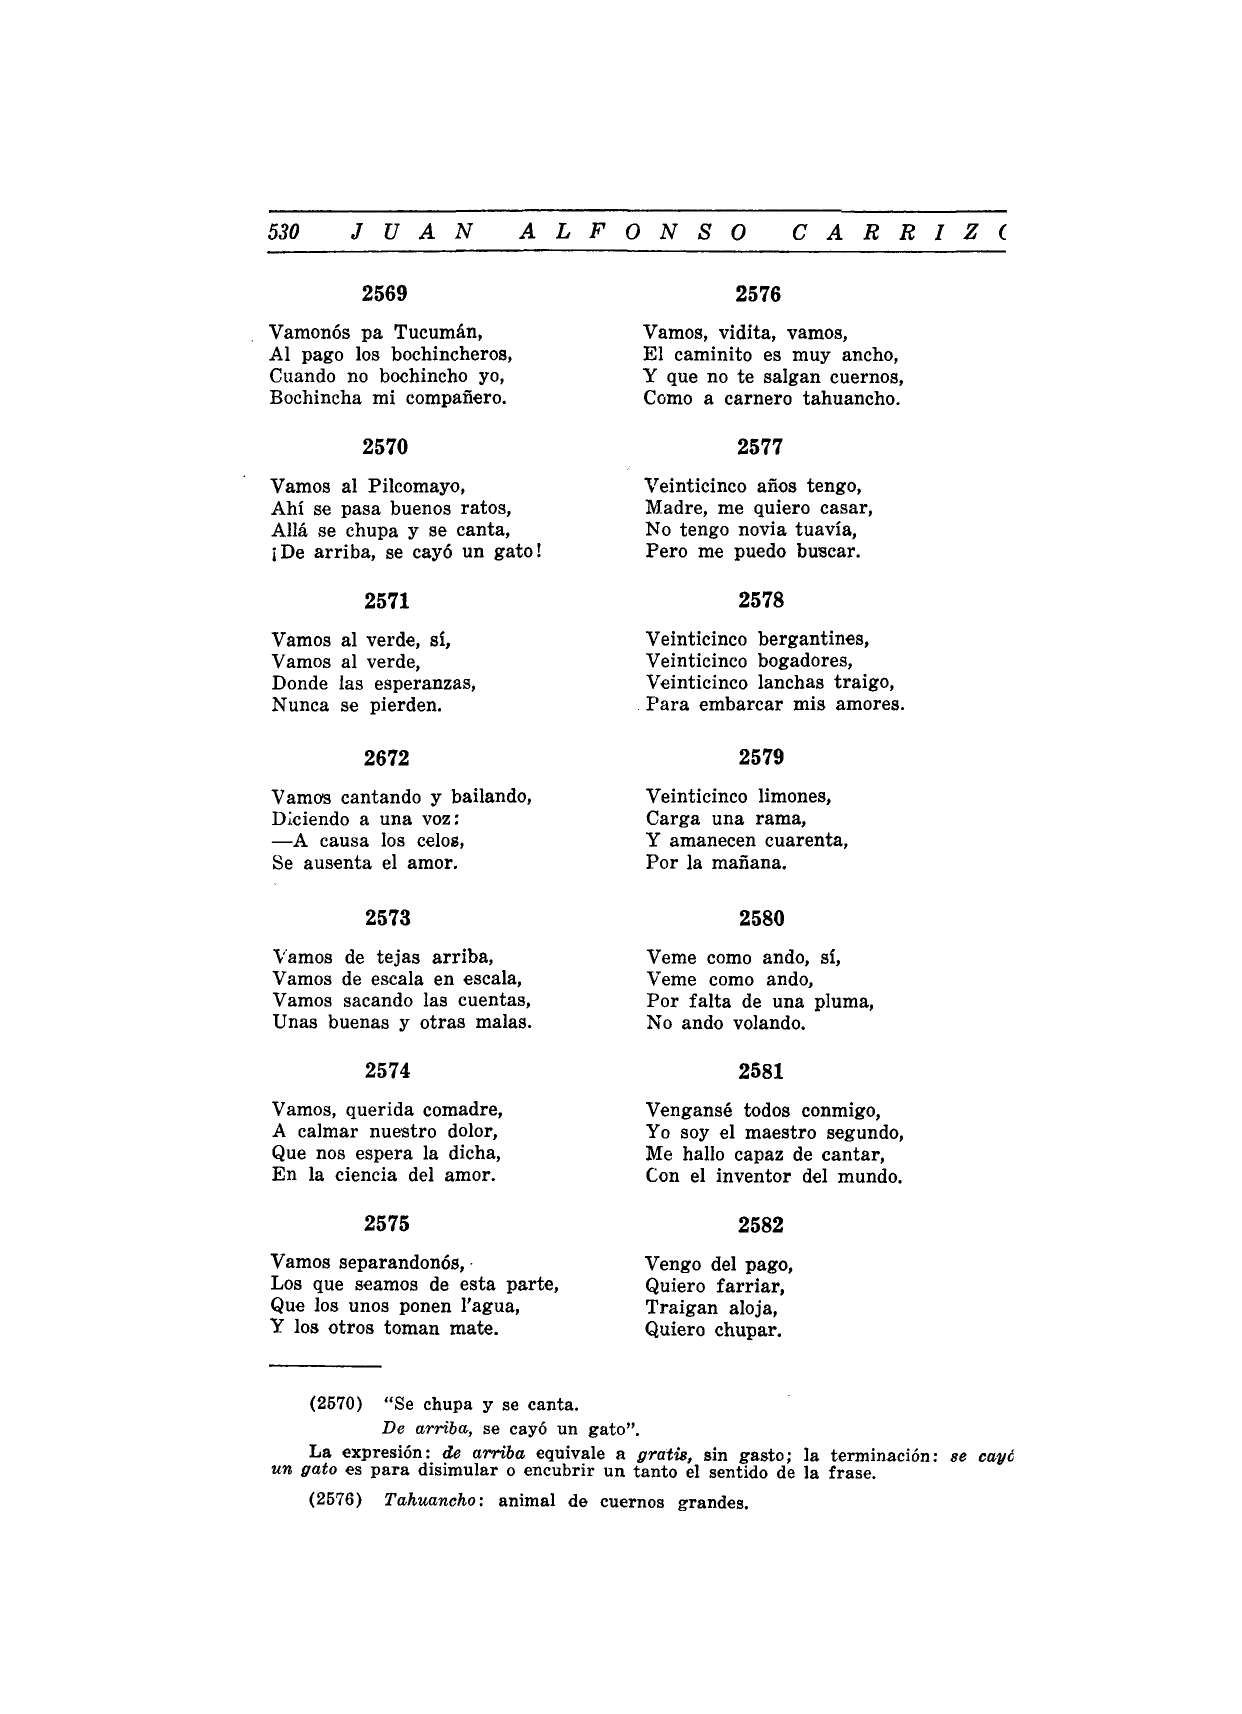 530 JUAN ALFONSO CARRIZO
2569
Vamonós pa Tucumán,
Al pago los bochincheros,
Cuando no bochincho yo,
Bochincha mi compañero.
2570
Vamos al Pilcomayo,
Ahí se pasa buenos ratos,
Allá se chupa y se canta,
¡De arriba, se cayó un gato!
2571
Vamos al verde, sí,
Vamos al verde,
Donde las esperanzas,
Nunca se pierden.
2672
Vamos cantando y bailando,
Diciendo a una voz:
—A causa los celos,
Se ausenta el amor.
2573
Vamos de tejas arriba,
Vamos de escala en escala,
Vamos sacando las cuentas,
Unas buenas y otras malas.
2574
Vamos, querida comadre,
A calmar nuestro dolor,
Que nos espera la dicha,
En la ciencia del amor.
2575
Vamos separandonós,
Los que seamos de esta parte,
Que los unos ponen l'agua,
Y los otros toman mate.
2576
Vamos, vidita, vamos,
El caminito es muy ancho,
Y que no te salgan cuernos,
Como a carnero tahuancho.
2577
Veinticinco años tengo,
Madre, me quiero casar,
No tengo novia tuavía,
Pero me puedo buscar.
2578
Veinticinco bergantines,
Veinticinco bogadores,
Veinticinco lanchas traigo,
Para embarcar mis amores.
2579
Veinticinco limones,
Carga una rama,
Y amanecen cuarenta,
Por la mañana.
2580
Veme como ando, sí,
Veme como ando,
Por falta de una pluma,
No ando volando.
2581
Vengansé todos conmigo,
Yo soy el maestro segundo,
Me hallo capaz de cantar,
Con el inventor del mundo.
2582
Vengo del pago,
Quiero farriar,
Traigan aloja,
Quiero chupar.
(2570) “Se chupa y se canta.
De arriba, se cayó un gato”.
La expresión: de arriba equivale a gratis, sin gasto; la terminación: se cayó
un gato es para disimular o encubrir un tanto el sentido de la frase.
(2576) Tahuancho: animal de cuernos grandes.